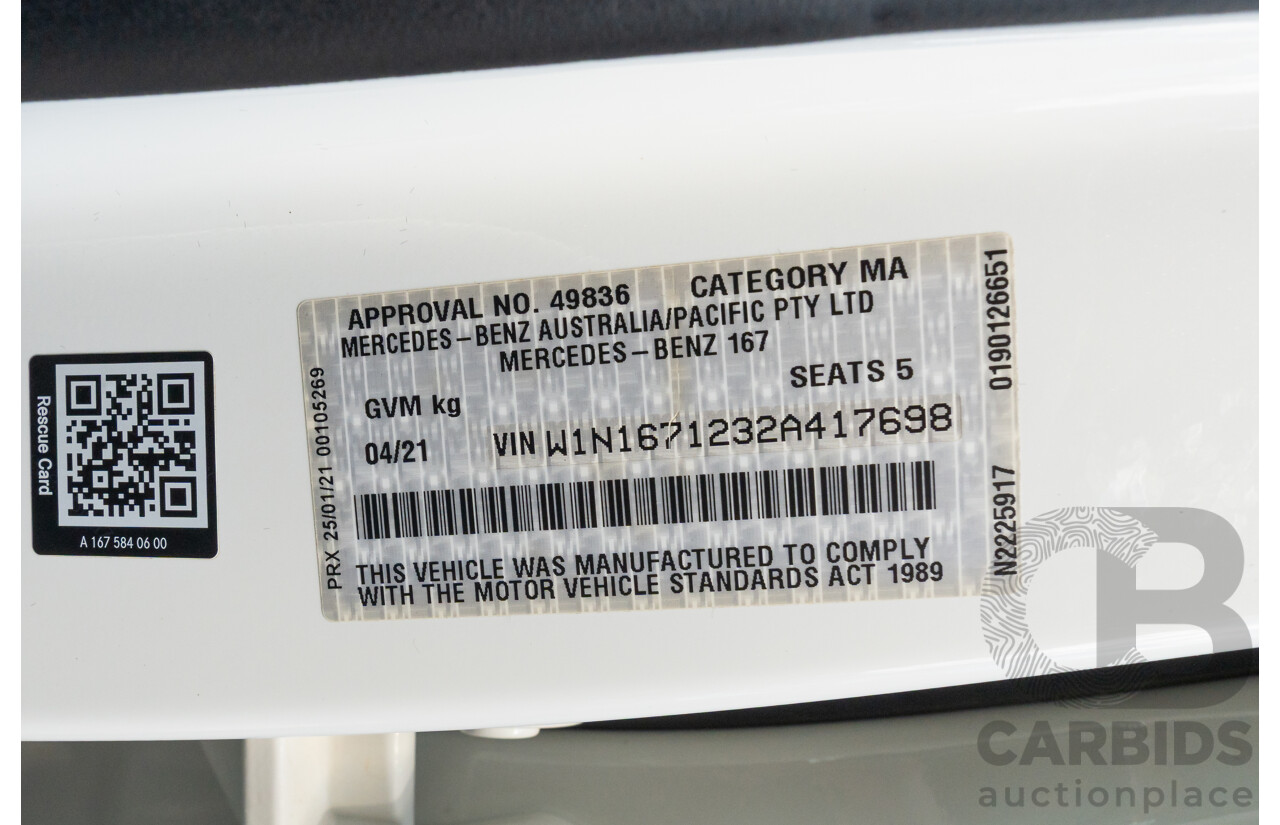 APPROVAL NO. 49836 CATEGORY MA
MERCEDES-BENZ AUSTRALIA/PACIFIC PTY LTD
MERCEDES-BENZ 167
SEATS 5
GVM kg
04/21 VIN W1N1671232A417698
THIS VEHICLE WAS MANUFACTURED TO COMPLY
WITH THE MOTOR VEHICLE STANDARDS ACT 1989
PRX 25/01/21 00105269
N2225917 0190126651
Rescue Card
A 167 584 06 00
CB
CARBIDS
auctionplace